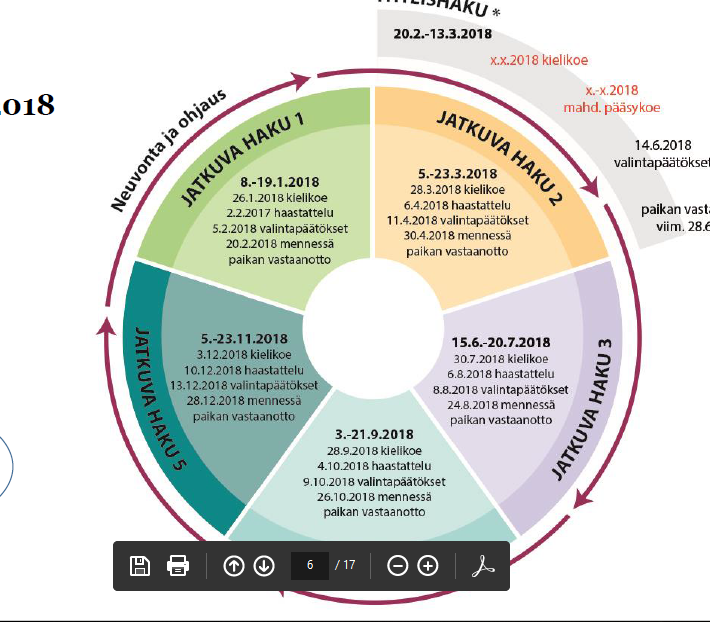 .2018
HTEISHAKU *
20.2.-13.3.2018
x.x.2018 kielikoe
x.-x.2018
mahd. pääsykoe
14.6.2018
valintapäätökset
paikan vasta
viim. 28.6
Neuvonta ja ohjaus
JATKUVA HAKU 1
8.-19.1.2018
26.1.2018 kielikoe
2.2.2017 haastattelu
5.2.2018 valintapäätökset
20.2.2018 mennessä
paikan vastaanotto
JATKUVA HAKU 2
5.-23.3.2018
28.3.2018 kielikoe
6.4.2018 haastattelu
11.4.2018 valintapäätökset
30.4.2018 mennessä
paikan vastaanotto
JATKUVA HAKU 3
15.6.-20.7.2018
30.7.2018 kielikoe
6.8.2018 haastattelu
8.8.2018 valintapäätökset
24.8.2018 mennessä
paikan vastaanotto
3.-21.9.2018
28.9.2018 kielikoe
4.10.2018 haastattelu
9.10.2018 valintapäätökset
26.10.2018 mennessä
paikan vastaanotto
JATKUVA HAKU 5
5.-23.11.2018
3.12.2018 kielikoe
10.12.2018 haastattelu
13.12.2018 valintapäätökset
28.12.2018 mennessä
paikan vastaanotto
6 / 17